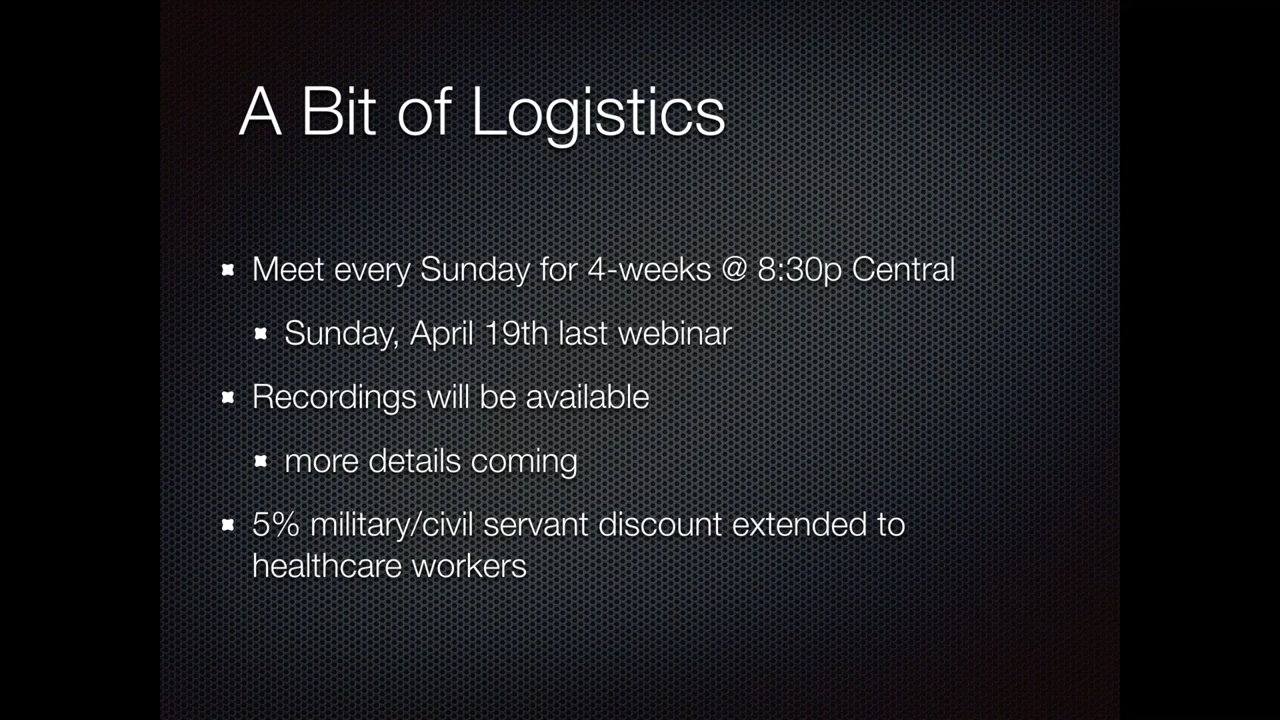 A Bit of Logistics
Meet every Sunday for 4-weeks @ 8:30p Central
Sunday, April 19th last webinar
Recordings will be available
more details coming
5% military/civil servant discount extended to
healthcare workers